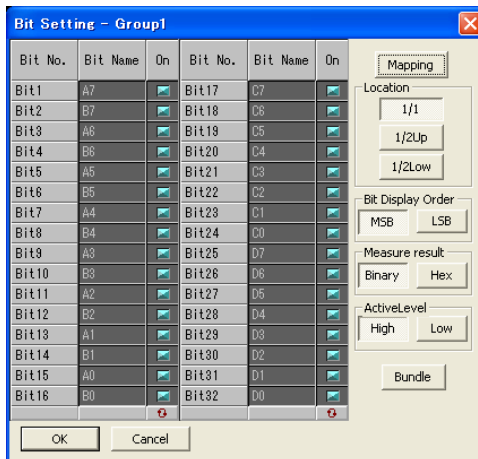 Bit Setting - Group1
Bit No. Bit Name On Bit No. Bit Name On
Bit1 A7 Bit17 C7
Bit2 B7 Bit18 C6
Bit3 A6 Bit19 C5
Bit4 B6 Bit20 C4
Bit5 A5 Bit21 C3
Bit6 B5 Bit22 C2
Bit7 A4 Bit23 C1
Bit8 B4 Bit24 C0
Bit9 A3 Bit25 D7
Bit10 B3 Bit26 D6
Bit11 A2 Bit27 D5
Bit12 B2 Bit28 D4
Bit13 A1 Bit29 D3
Bit14 B1 Bit30 D2
Bit15 A0 Bit31 D1
Bit16 B0 Bit32 D0
Mapping
Location
1/1
1/2Up
1/2Low
Bit Display Order
MSB LSB
Measure result
Binary Hex
ActiveLevel
High Low
Bundle
OK Cancel